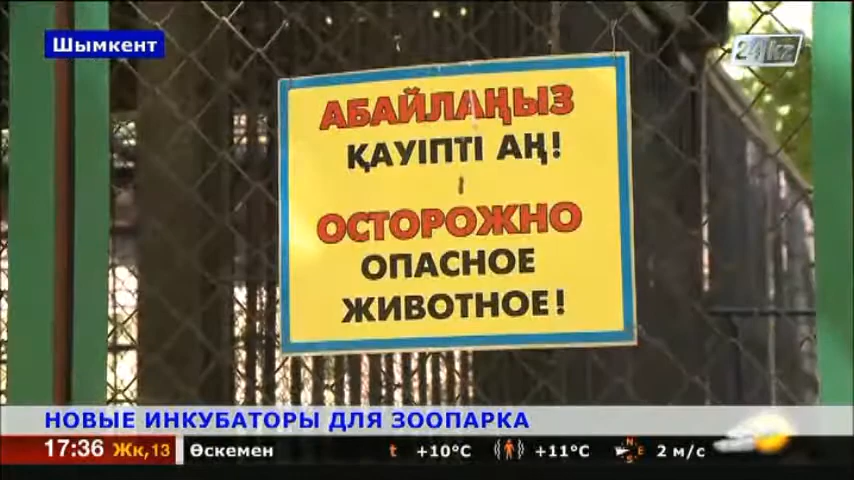 Шымкент
24kz
АБАЙЛАҢЫЗ
ҚАУІПТІ АҢ!
ОСТОРОЖНО
ОПАСНОЕ
ЖИВОТНОЕ!
НОВЫЕ ИНКУБАТОРЫ ДЛЯ ЗООПАРКА
17:36 Жк,13 Өскемен t +10°C +11°C N S 2 м/с